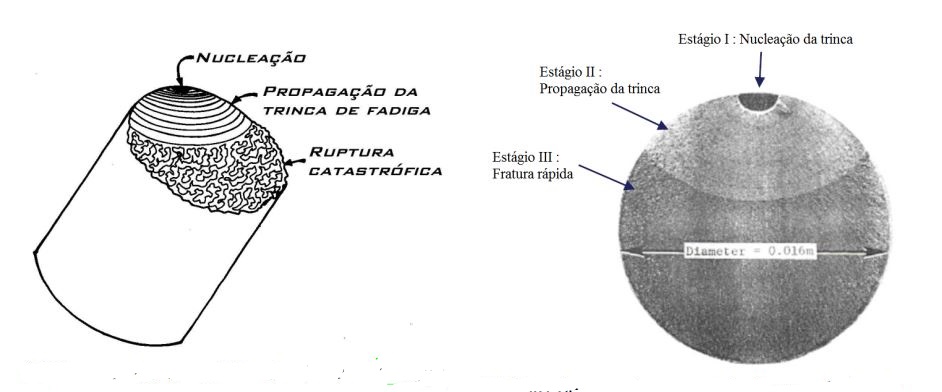 NUCLEAÇÃO
PROPAGAÇÃO DA
TRINCA DE FADIGA
RUPTURA
CATASTRÓFICA
Estágio I : Nucleação da trinca
Estágio II :
Propagação da trinca
Estágio III :
Fratura rápida
Diameter = 0.016m